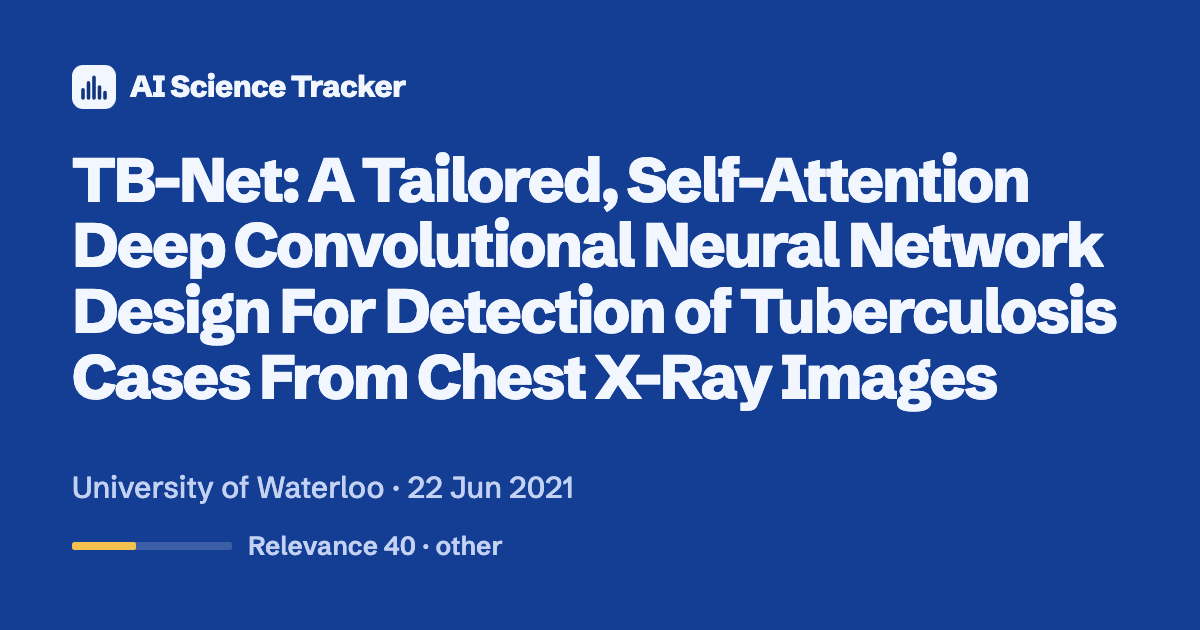 AI Science Tracker
TB-Net: A Tailored, Self-Attention
Deep Convolutional Neural Network
Design For Detection of Tuberculosis
Cases From Chest X-Ray Images
University of Waterloo · 22 Jun 2021
Relevance 40 · other